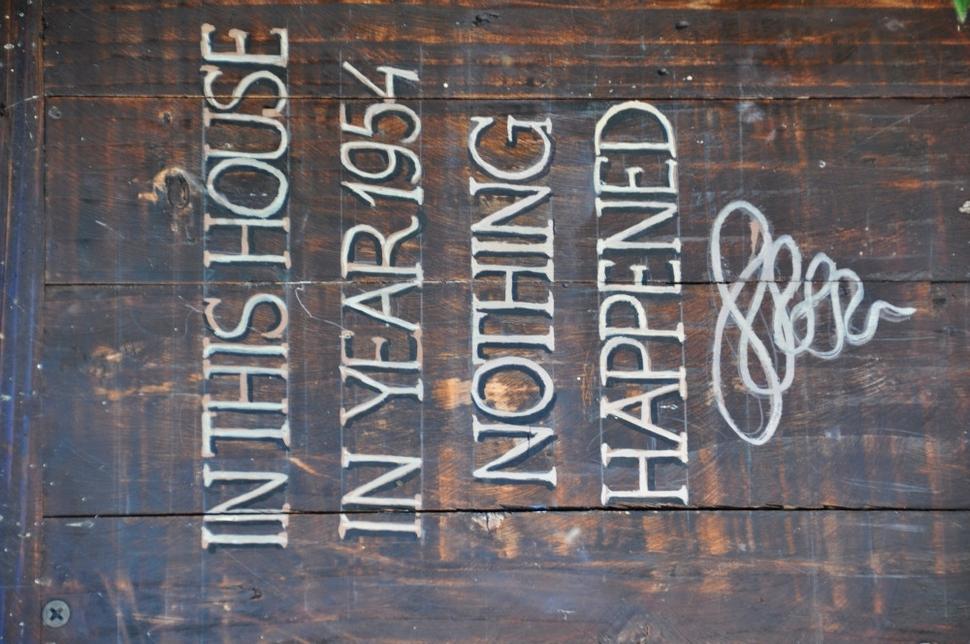 IN THIS HOUSE
IN YEAR 1954
NOTHING
HAPPENED